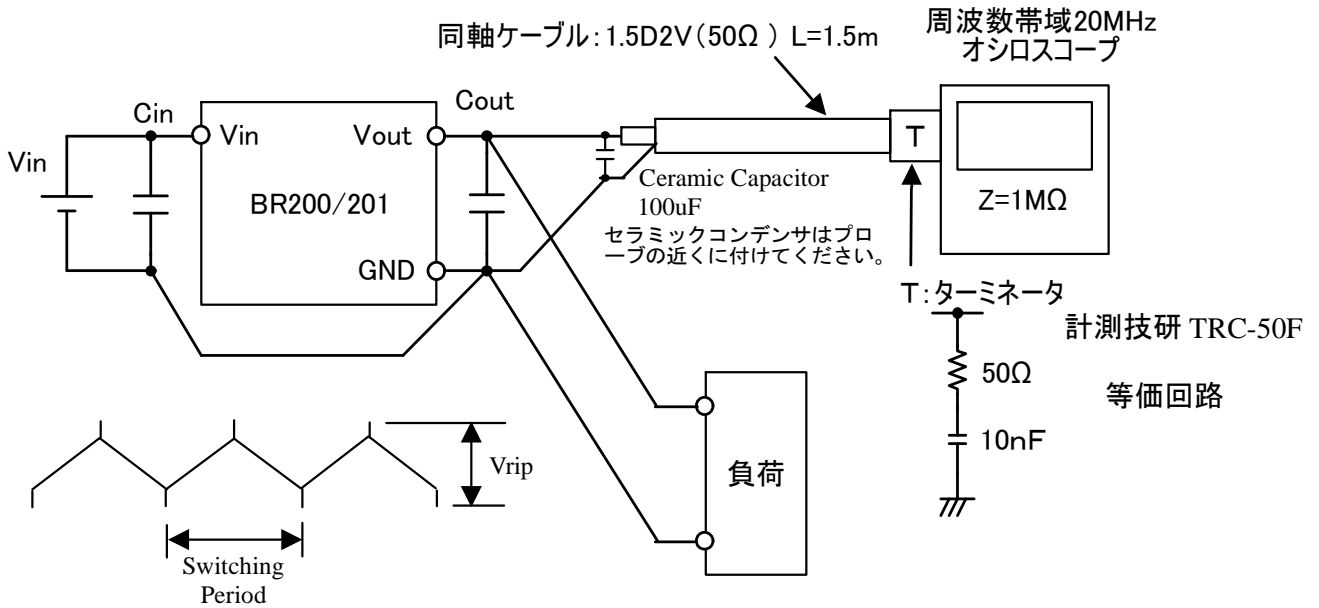 同軸ケーブル:1.5D2V(50Ω ) L=1.5m
周波数帯域20MHz
オシロスコープ
Cin
Cout
Vin
Vin
Vout
T
BR200/201
GND
Ceramic Capacitor
100uF
セラミックコンデンサはプロ
ーブの近くに付けてください。
Z=1MΩ
T:ターミネータ
計測技研 TRC-50F
50Ω
等価回路
10nF
Vrip
負荷
Switching
Period